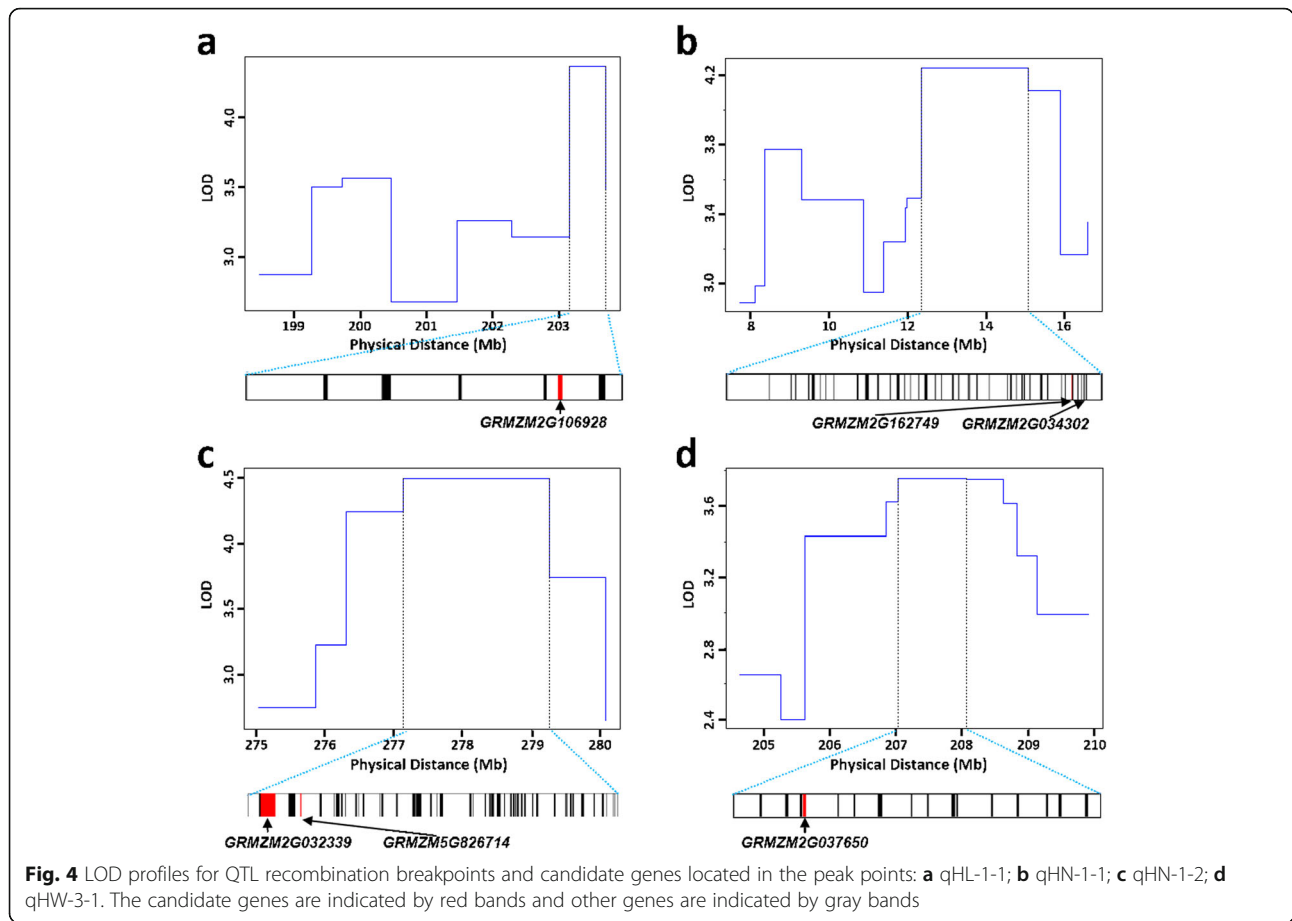 a
4.0
3.5
3.0
LOD
199 200 201 202 203
Physical Distance (Mb)
GRMZM2G106928
b
4.2
3.8
3.4
3.0
LOD
8 10 12 14 16
Physical Distance (Mb)
GRMZM2G162749 GRMZM2G034302
c
4.5
4.0
3.5
3.0
LOD
275 276 277 278 279 280
Physical Distance (Mb)
GRMZM2G032339 GRMZM5G826714
d
3.6
3.2
2.8
2.4
LOD
205 206 207 208 209 210
Physical Distance (Mb)
GRMZM2G037650
Fig. 4 LOD profiles for QTL recombination breakpoints and candidate genes located in the peak points: a qHL-1-1; b qHN-1-1; c qHN-1-2; d
qHW-3-1. The candidate genes are indicated by red bands and other genes are indicated by gray bands